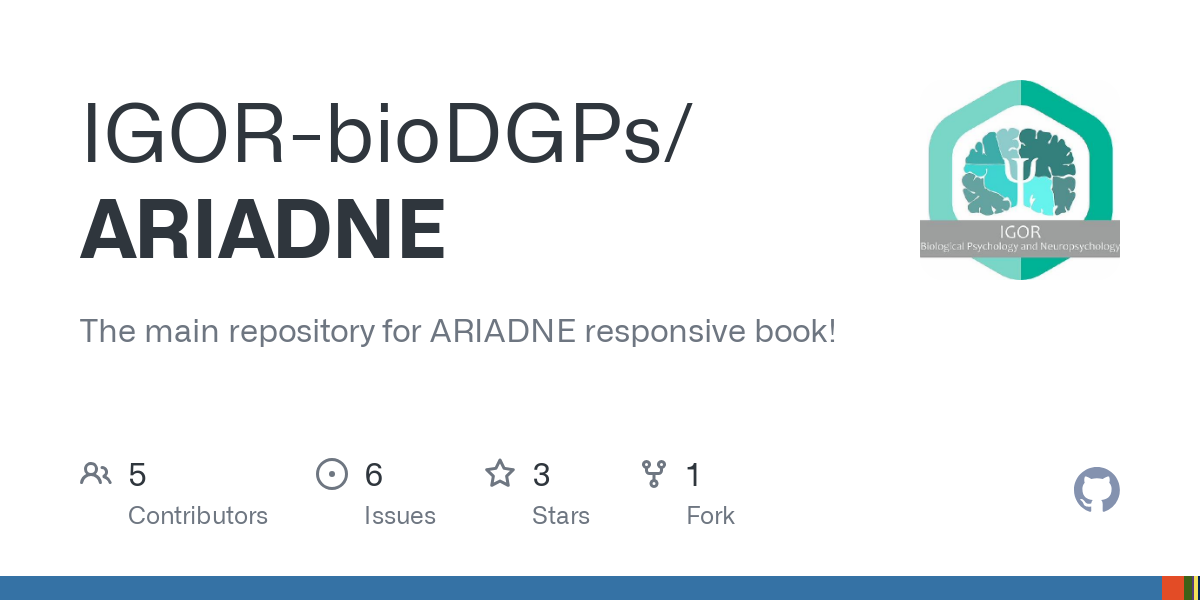 IGOR-bioDGPs/
ARIADNE
The main repository for ARIADNE responsive book!
IGOR
Biological Psychology and Neuropsychology
5
Contributors
6
Issues
3
Stars
1
Fork